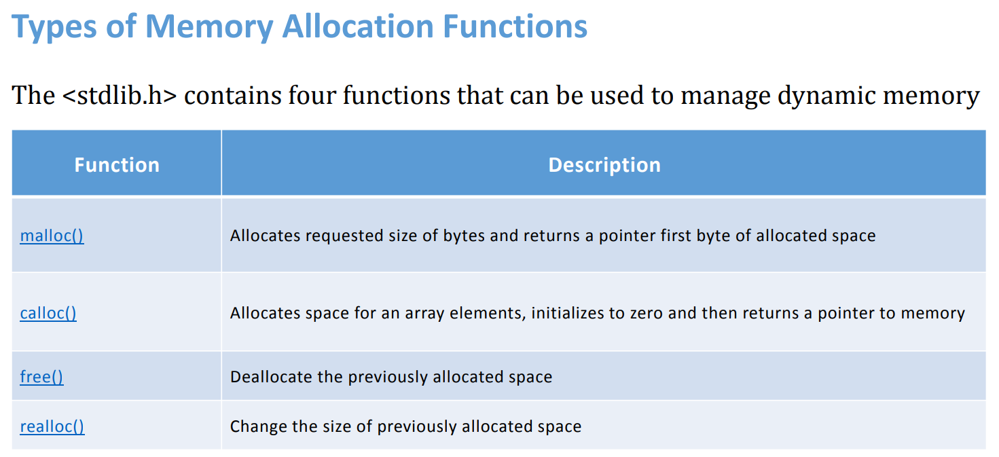 Types of Memory Allocation Functions
The <stdlib.h> contains four functions that can be used to manage dynamic memory
Function Description
malloc() Allocates requested size of bytes and returns a pointer first byte of allocated space
calloc() Allocates space for an array elements, initializes to zero and then returns a pointer to memory
free() Deallocate the previously allocated space
realloc() Change the size of previously allocated space